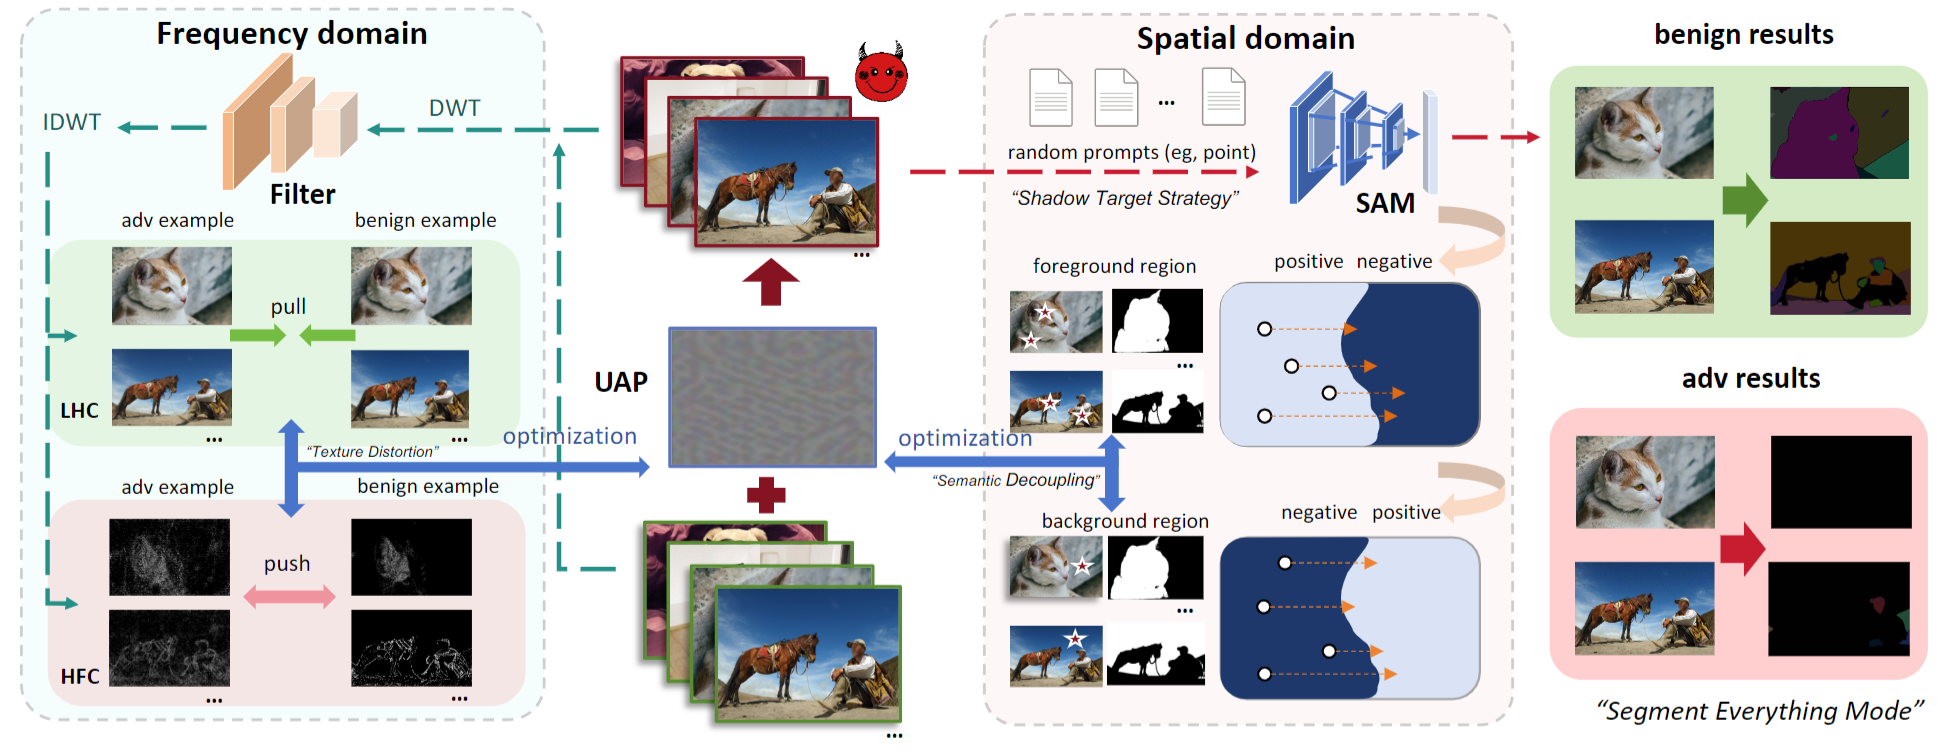 Frequency domain
IDWT
DWT
Filter
adv example
benign example
pull
LHC
...
...
"Texture Distortion"
optimization
adv example
benign example
push
HFC
...
...
...
UAP
...
Spatial domain
...
random prompts (eg, point)
"Shadow Target Strategy"
SAM
foreground region
positive negative
...
optimization
"Semantic Decoupling"
background region
negative positive
...
benign results
adv results
"Segment Everything Mode"